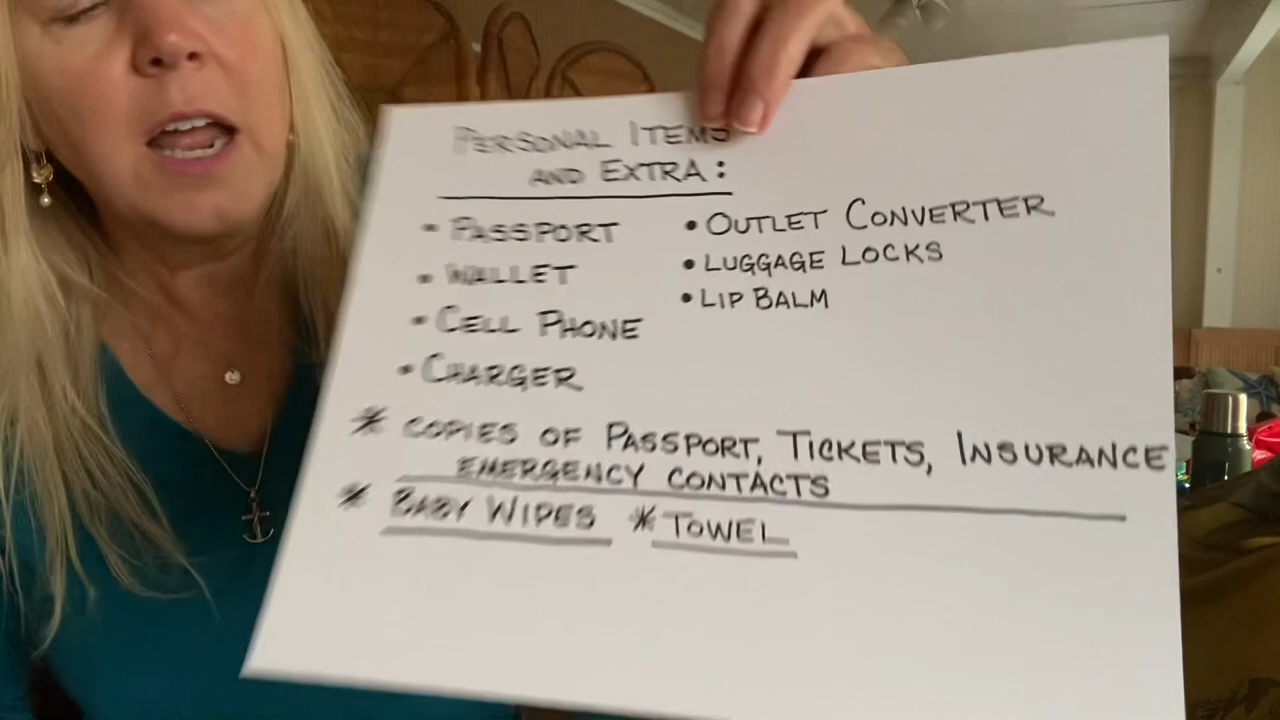 PERSONAL ITEMS
AND EXTRA:
- PASSPORT
• WALLET
• CELL PHONE
• CHARGER
• OUTLET CONVERTER
• LUGGAGE LOCKS
• LIP BALM
* COPIES OF PASSPORT, TICKETS, INSURANCE
EMERGENCY CONTACTS
* BABY WIPES * TOWEL